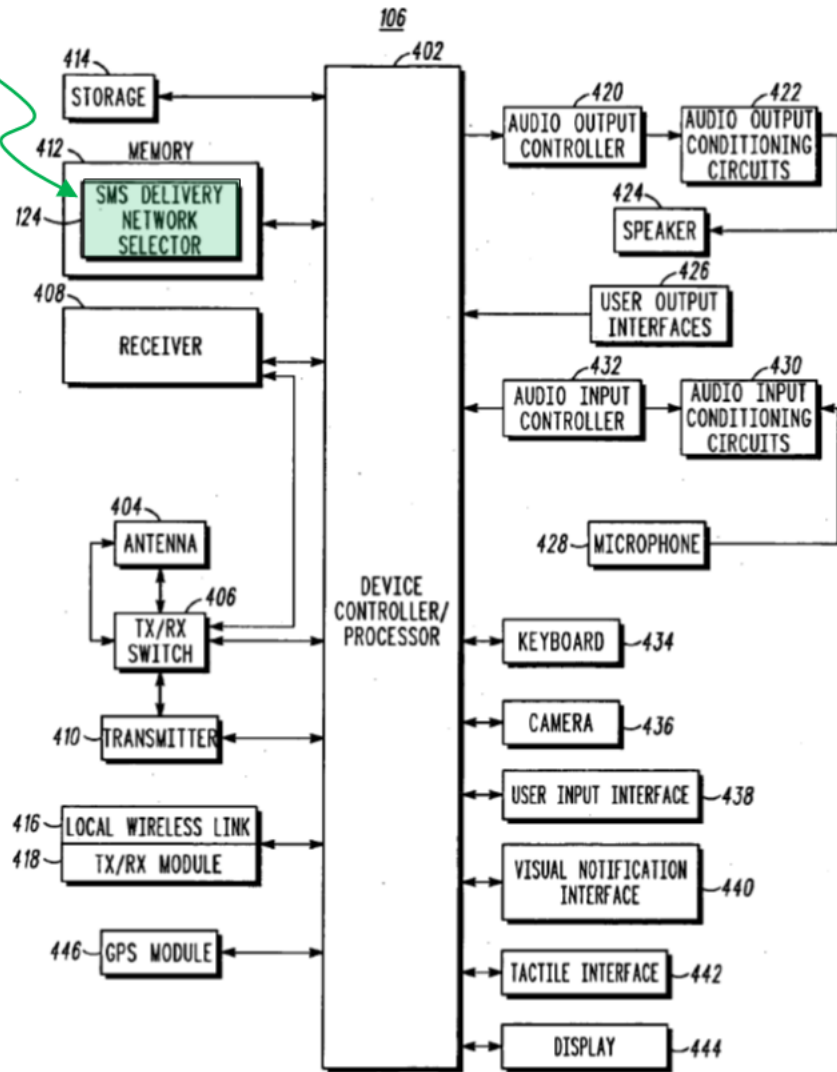 106
414
STORAGE
412
MEMORY
124
SMS DELIVERY
NETWORK
SELECTOR
408
RECEIVER
404
ANTENNA
406
TX/RX
SWITCH
410
TRANSMITTER
416
LOCAL WIRELESS LINK
418
TX/RX MODULE
446
GPS MODULE
402
DEVICE
CONTROLLER/
PROCESSOR
420
AUDIO OUTPUT
CONTROLLER
422
AUDIO OUTPUT
CONDITIONING
CIRCUITS
424
SPEAKER
426
USER OUTPUT
INTERFACES
432
AUDIO INPUT
CONTROLLER
430
AUDIO INPUT
CONDITIONING
CIRCUITS
428
MICROPHONE
KEYBOARD
434
CAMERA
436
USER INPUT INTERFACE
438
VISUAL NOTIFICATION
INTERFACE
440
TACTILE INTERFACE
442
DISPLAY
444